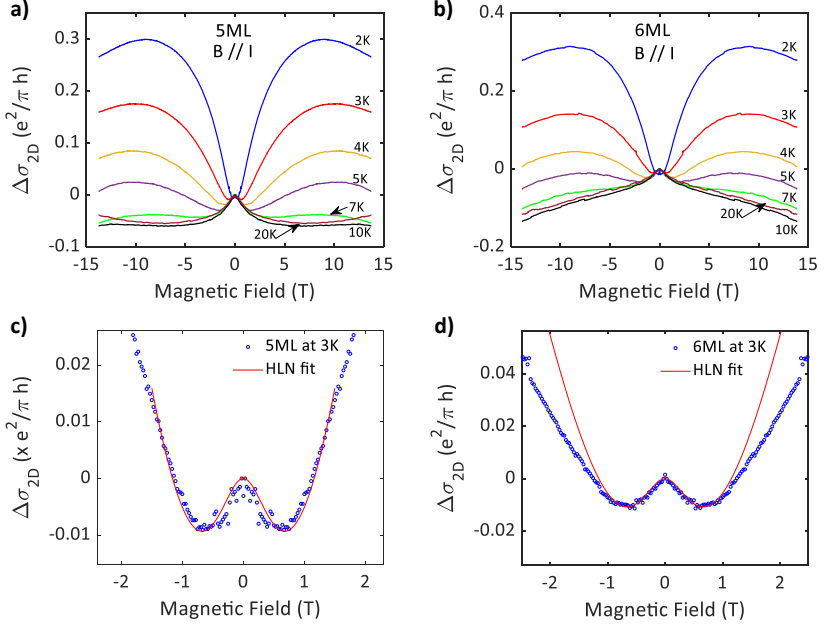 a)
5ML
B // I
2K
3K
4K
5K
7K
20K
10K
0.3
0.2
0.1
0
-0.1
-15
-10
-5
0
5
10
15
Δσ2D (e²/π h)
Magnetic Field (T)
b)
6ML
B // I
2K
3K
4K
5K
7K
20K
10K
0.4
0.2
0
-0.2
-15
-10
-5
0
5
10
15
Δσ2D (e²/π h)
Magnetic Field (T)
c)
5ML at 3K
HLN fit
0.02
0.01
0
-0.01
-2
-1
0
1
2
Δσ2D (x e²/π h)
Magnetic Field (T)
d)
6ML at 3K
HLN fit
0.04
0.02
0
-0.02
-2
-1
0
1
2
Δσ2D (e²/π h)
Magnetic Field (T)